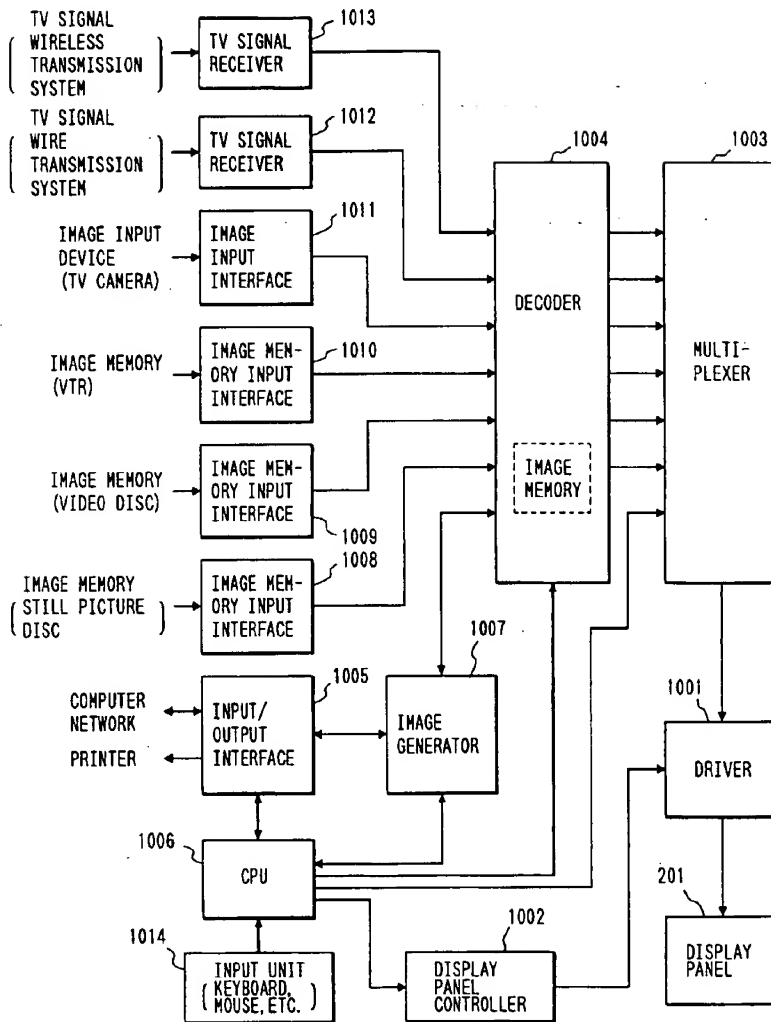 TV SIGNAL
WIRELESS
TRANSMISSION
SYSTEM
TV SIGNAL
RECEIVER
1013
TV SIGNAL
WIRE
TRANSMISSION
SYSTEM
TV SIGNAL
RECEIVER
1012
IMAGE INPUT
DEVICE
(TV CAMERA)
IMAGE
INPUT
INTERFACE
1011
IMAGE MEMORY
(VTR)
IMAGE MEM-
ORY INPUT
INTERFACE
1010
IMAGE MEMORY
(VIDEO DISC)
IMAGE MEM-
ORY INPUT
INTERFACE
1009
IMAGE MEMORY
STILL PICTURE
DISC
IMAGE MEM-
ORY INPUT
INTERFACE
1008
1004
DECODER
IMAGE
MEMORY
1003
MULTI-
PLEXER
COMPUTER
NETWORK
PRINTER
1005
INPUT/
OUTPUT
INTERFACE
1007
IMAGE
GENERATOR
1001
DRIVER
1006
CPU
201
DISPLAY
PANEL
1014
INPUT UNIT
(KEYBOARD,
MOUSE, ETC.)
1002
DISPLAY
PANEL
CONTROLLER